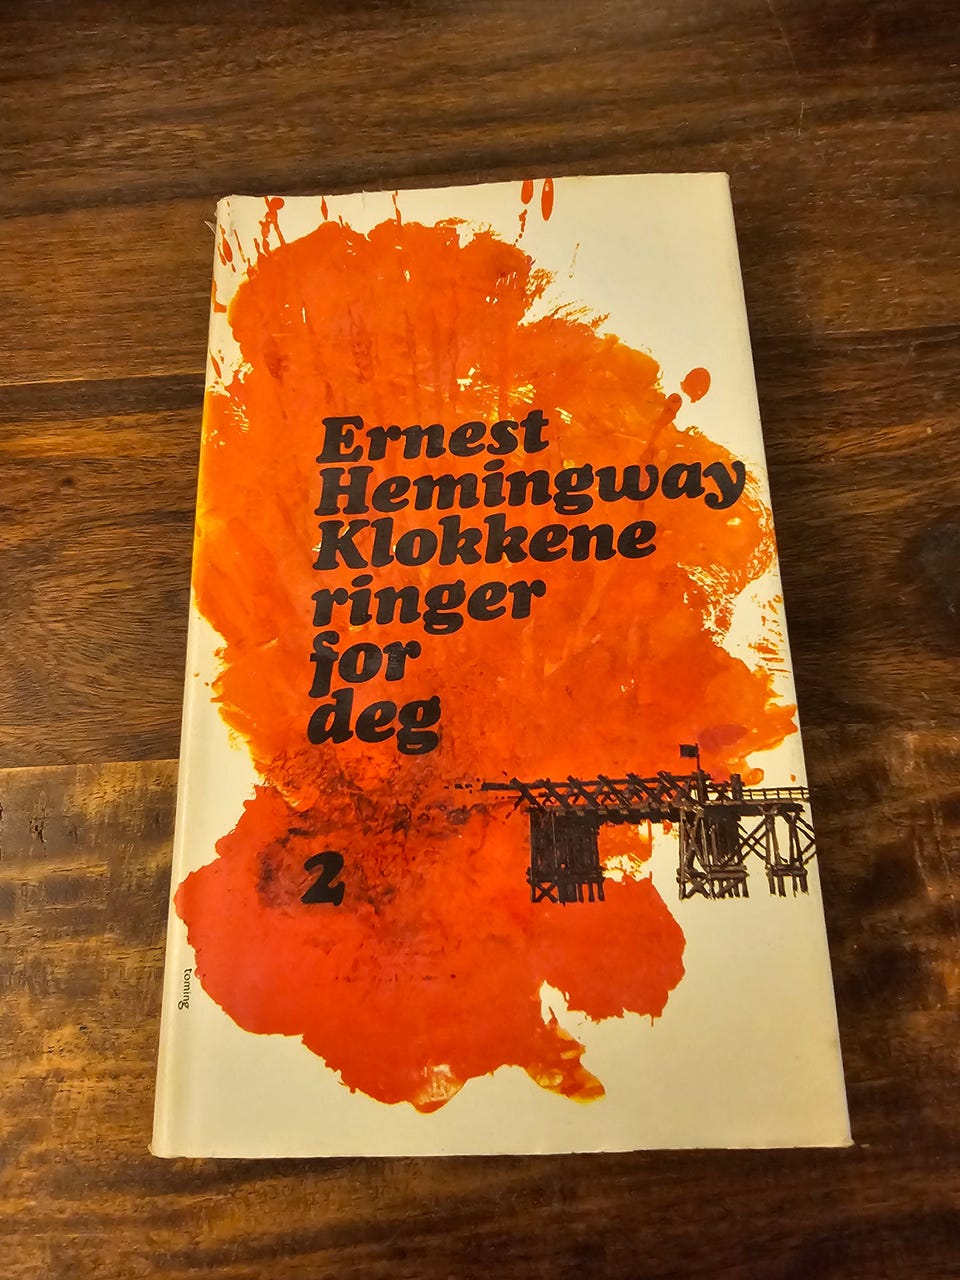 Ernest
Hemingway
Klokkene
ringer
for
deg
2
toming